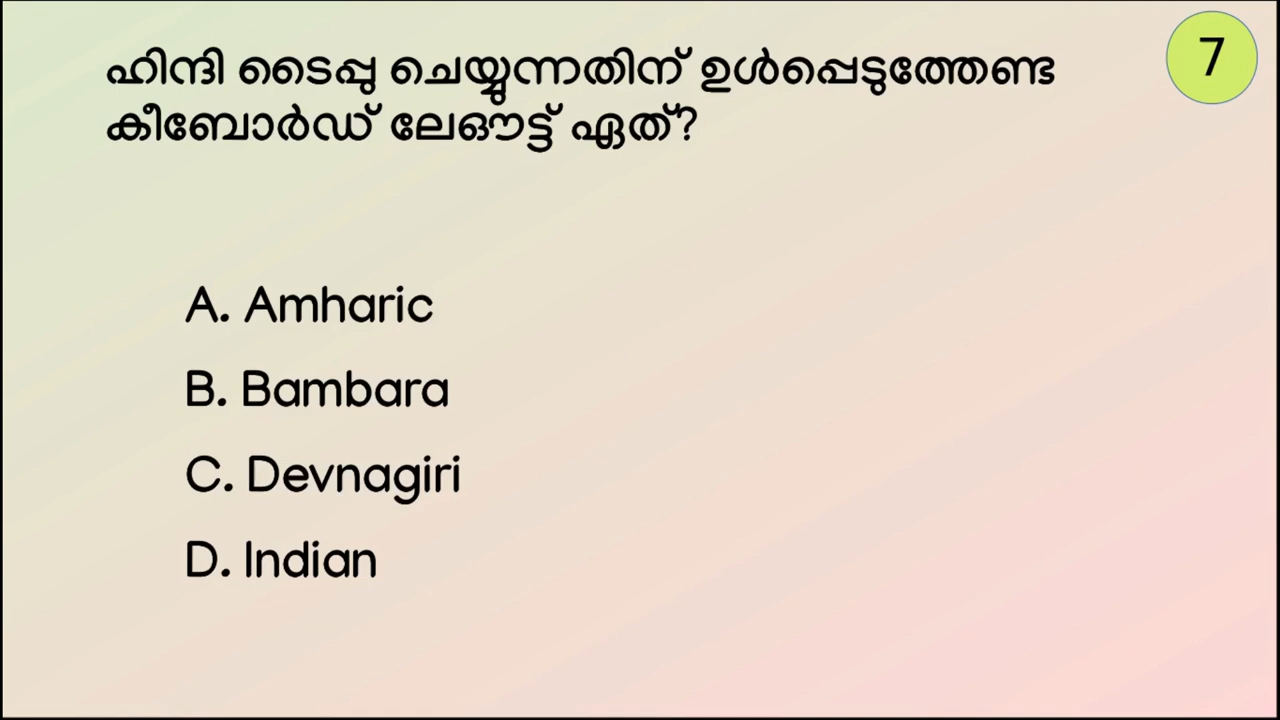 7
ഹിന്ദി ടൈപ്പു ചെയ്യുന്നതിന് ഉൾപ്പെടുത്തേണ്ട
കീബോർഡ് ലേഔട്ട് ഏത്?
A. Amharic
B. Bambara
C. Devnagiri
D. Indian